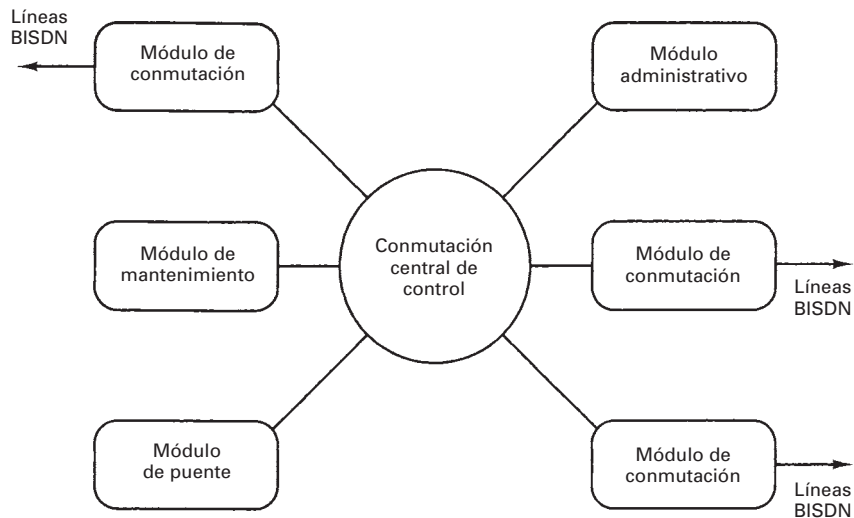 Líneas
BISDN
Módulo de
conmutación
Módulo
administrativo
Módulo de
mantenimiento
Conmutación
central de
control
Módulo de
conmutación
Líneas
BISDN
Módulo
de puente
Módulo de
conmutación
Líneas
BISDN